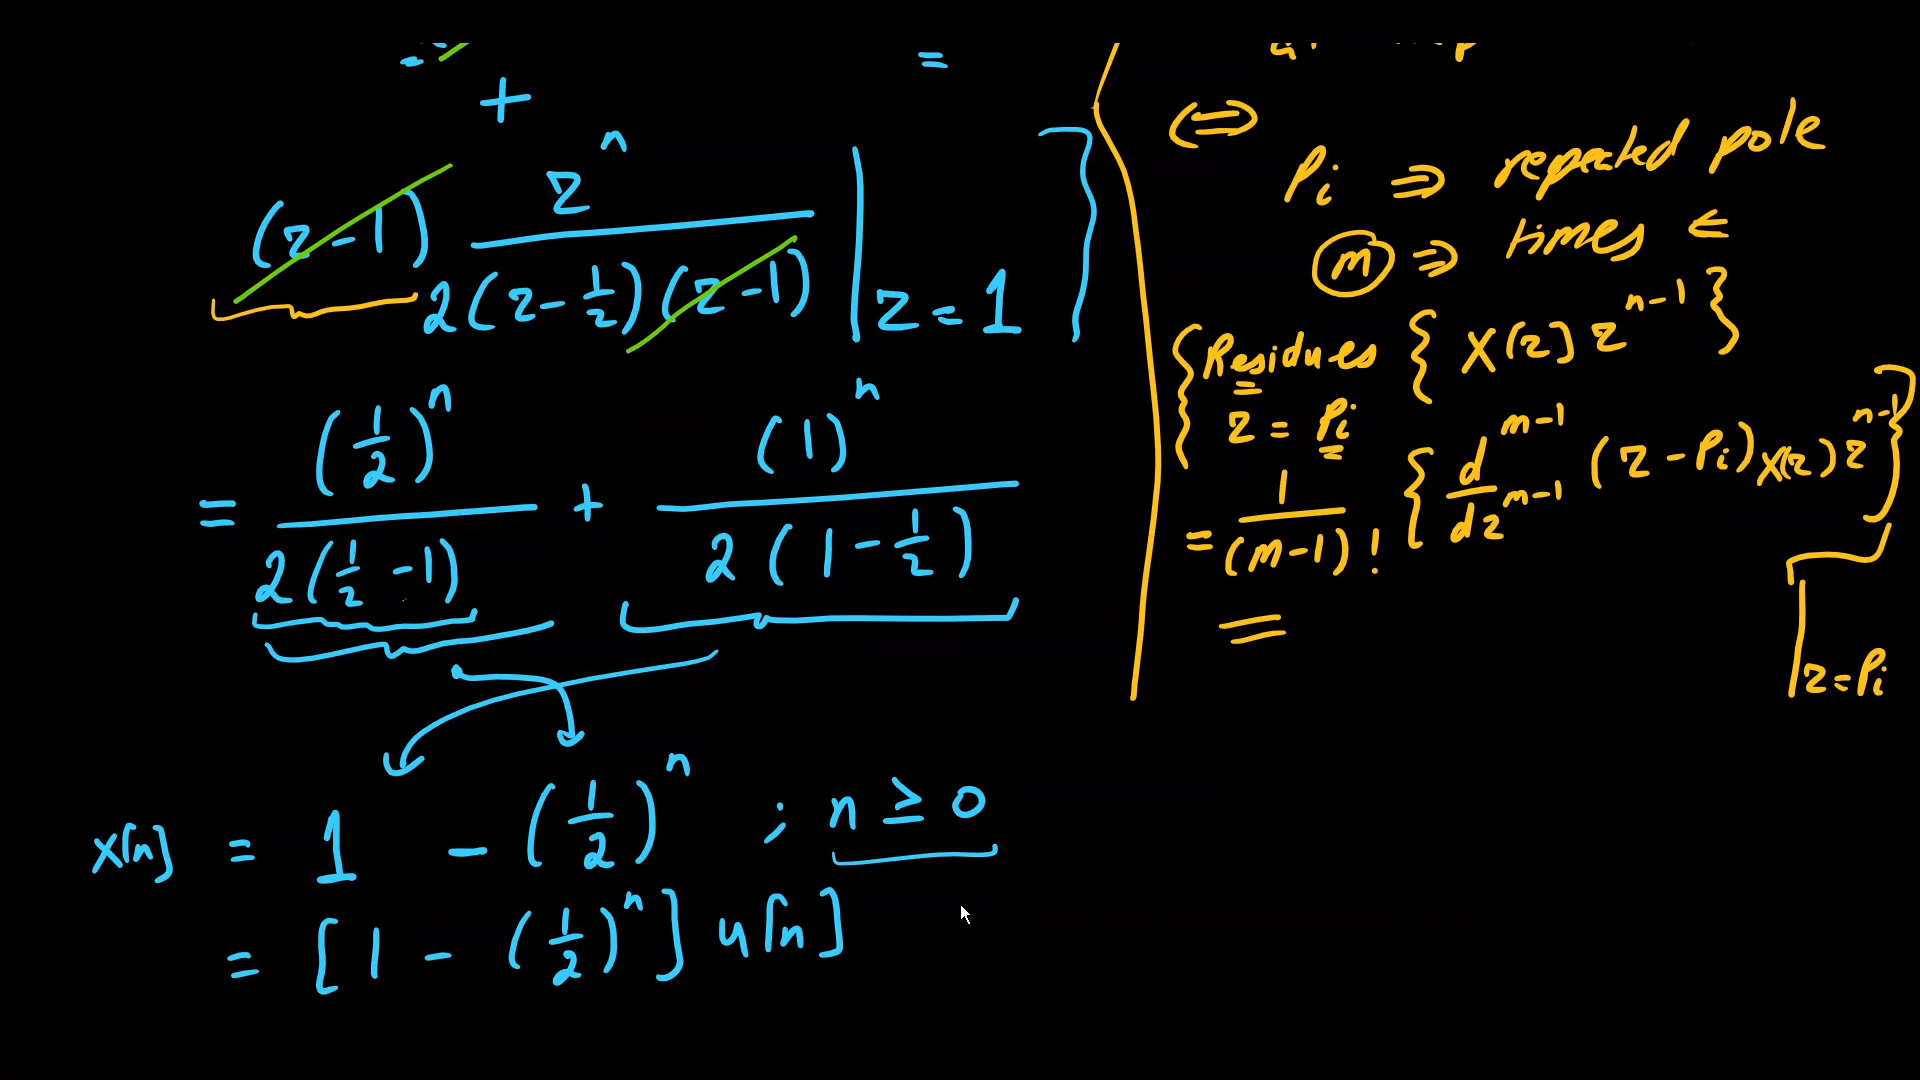 = =
+
(z-1) z^n / 2(z-1/2)(z-1) | z=1 ]
= (1/2)^n / 2(1/2 -1) + (1)^n / 2(1-1/2)
x[n] = 1 - (1/2)^n ; n ≥ 0
= [1 - (1/2)^n] u[n]
⇔
Pi ⇒ repeated pole
m ⇒ times ←
Residues { X(z) z^{n-1} }
z = Pi
= 1/(m-1)! { d^{m-1}/dz^{m-1} (z-Pi) X(z) z^{n-1} }
z=Pi